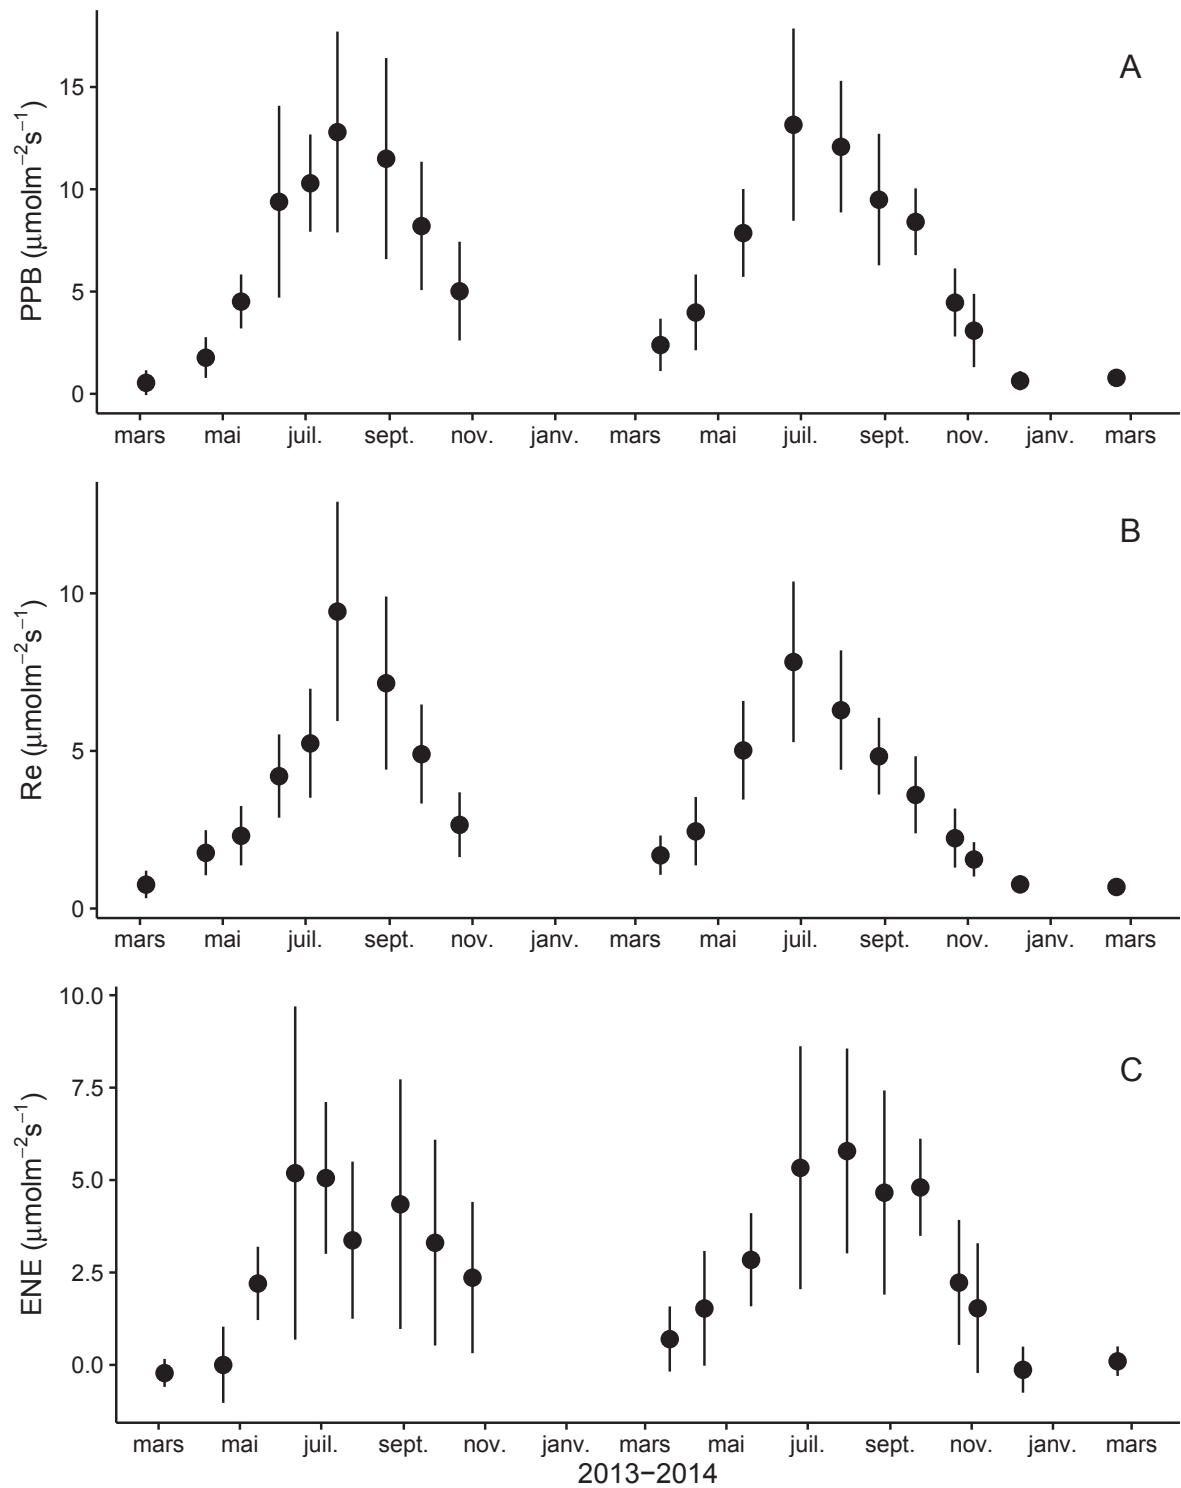 A
PPB (μmolm−2s−1)
15
10
5
0
mars mai juil. sept. nov. janv. mars mai juil. sept. nov. janv. mars
B
Re (μmolm−2s−1)
10
5
0
mars mai juil. sept. nov. janv. mars mai juil. sept. nov. janv. mars
C
ENE (μmolm−2s−1)
10.0
7.5
5.0
2.5
0.0
mars mai juil. sept. nov. janv. mars mai juil. sept. nov. janv. mars
2013−2014